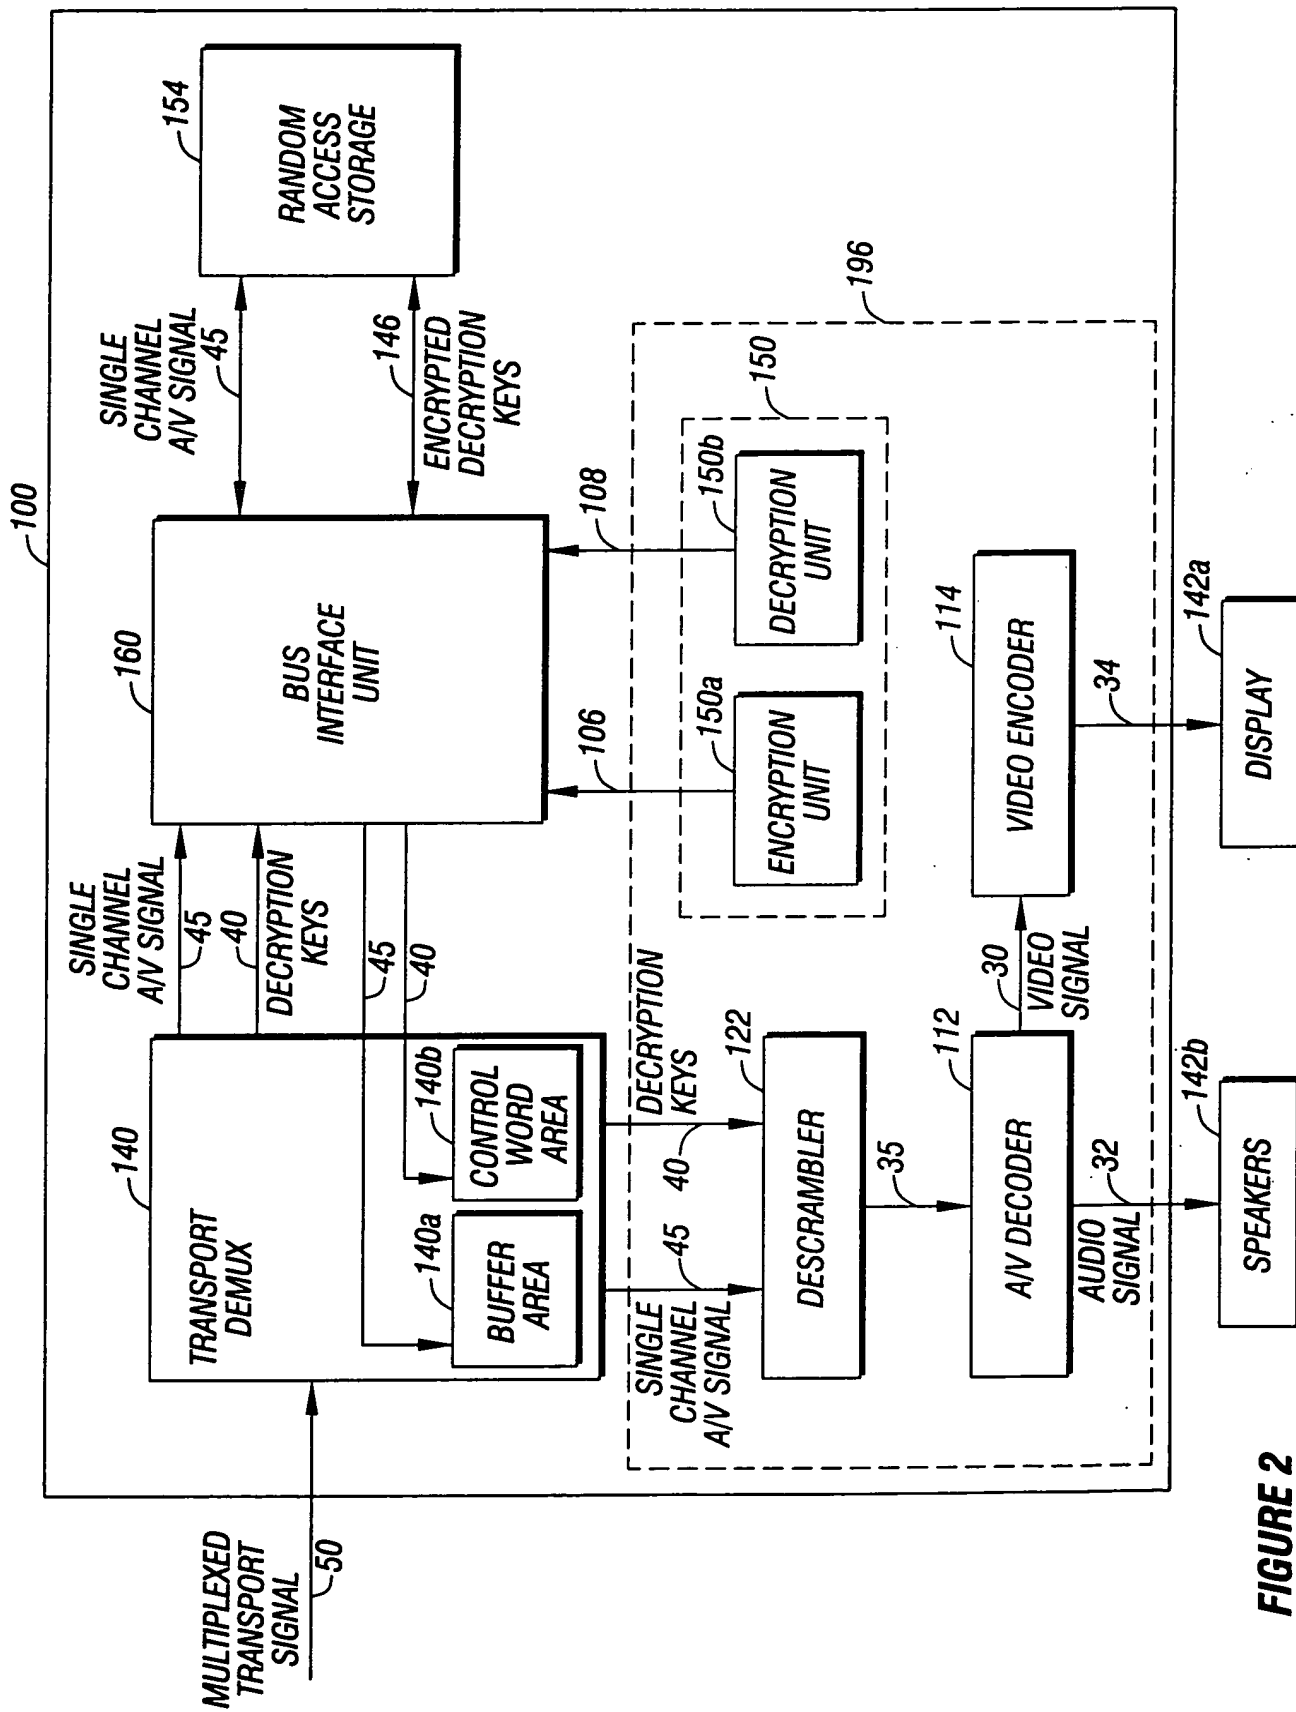 100
MULTIPLEXED
TRANSPORT
SIGNAL
50
140
TRANSPORT
DEMUX
SINGLE
CHANNEL
A/V SIGNAL
45
40
DECRYPTION
KEYS
45
40
140a
BUFFER
AREA
140b
CONTROL
WORD
AREA
160
BUS
INTERFACE
UNIT
SINGLE
CHANNEL
A/V SIGNAL
45
146
ENCRYPTED
DECRYPTION
KEYS
154
RANDOM
ACCESS
STORAGE
106
108
196
150
150a
ENCRYPTION
UNIT
150b
DECRYPTION
UNIT
SINGLE
CHANNEL
A/V SIGNAL
45
DECRYPTION
KEYS
40
122
DESCRAMBLER
35
112
A/V DECODER
30
VIDEO
SIGNAL
114
VIDEO ENCODER
AUDIO
SIGNAL
32
34
142b
SPEAKERS
142a
DISPLAY
FIGURE 2